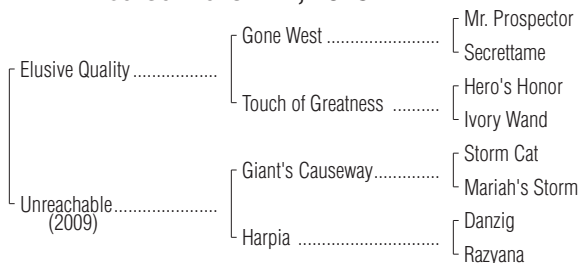 Mr. Prospector
Gone West
Secrettame
Elusive Quality
Hero's Honor
Touch of Greatness
Ivory Wand
Storm Cat
Giant's Causeway
Mariah's Storm
Unreachable
(2009)
Danzig
Harpia
Razyana